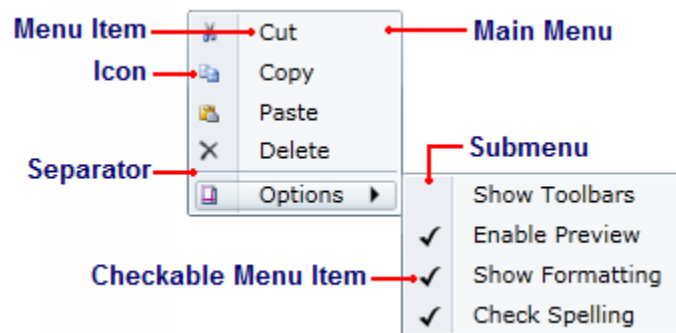 Menu Item Cut Main Menu
Icon Copy
Paste
Delete
Submenu
Separator
Options
Show Toolbars
Enable Preview
Checkable Menu Item Show Formatting
Check Spelling